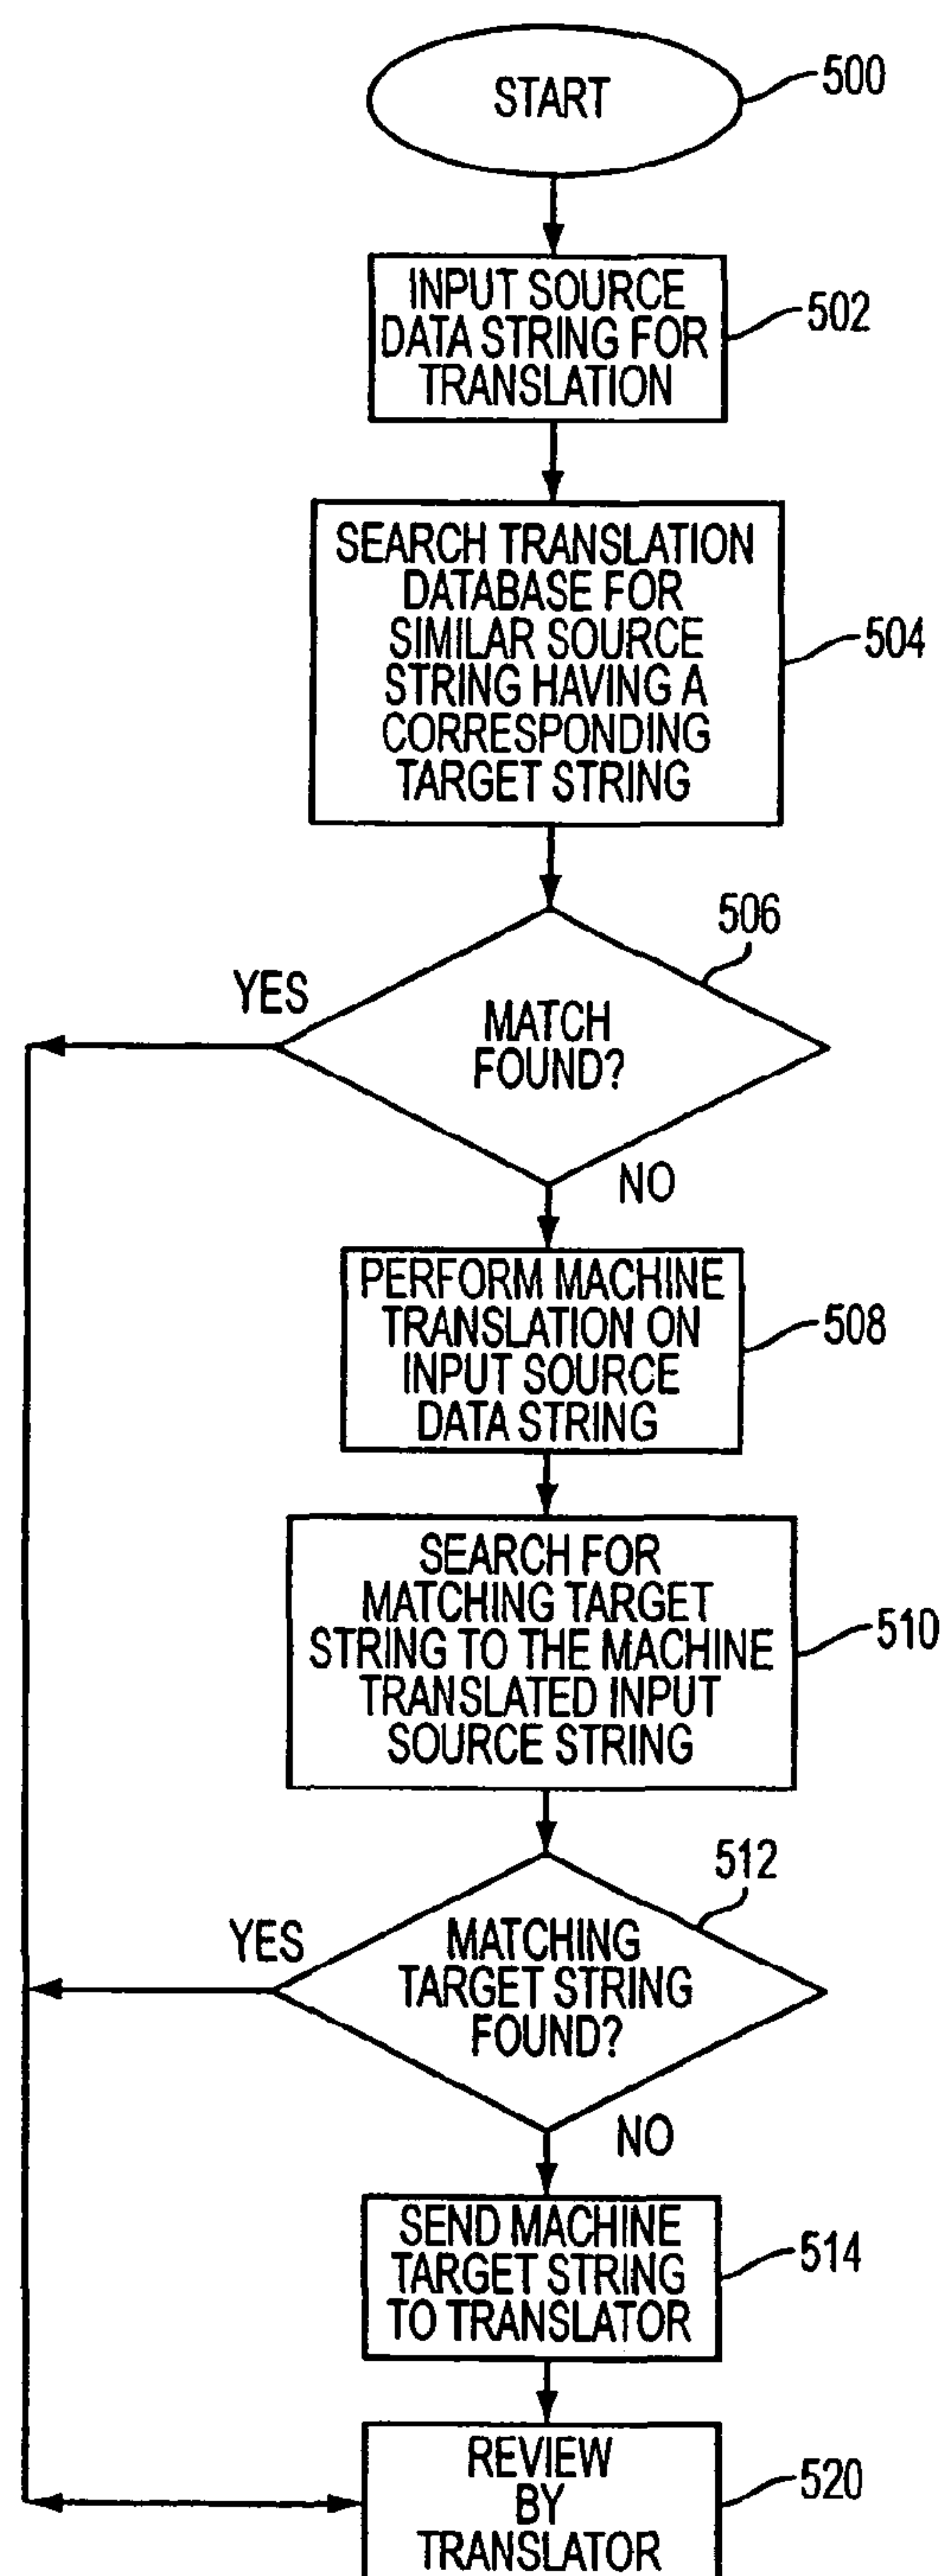 START
500
INPUT SOURCE
DATA STRING FOR
TRANSLATION
502
SEARCH TRANSLATION
DATABASE FOR
SIMILAR SOURCE
STRING HAVING A
CORRESPONDING
TARGET STRING
504
506
YES
MATCH
FOUND?
NO
PERFORM MACHINE
TRANSLATION ON
INPUT SOURCE
DATA STRING
508
SEARCH FOR
MATCHING TARGET
STRING TO THE MACHINE
TRANSLATED INPUT
SOURCE STRING
510
512
YES
MATCHING
TARGET STRING
FOUND?
NO
SEND MACHINE
TARGET STRING
TO TRANSLATOR
514
REVIEW
BY
TRANSLATOR
520